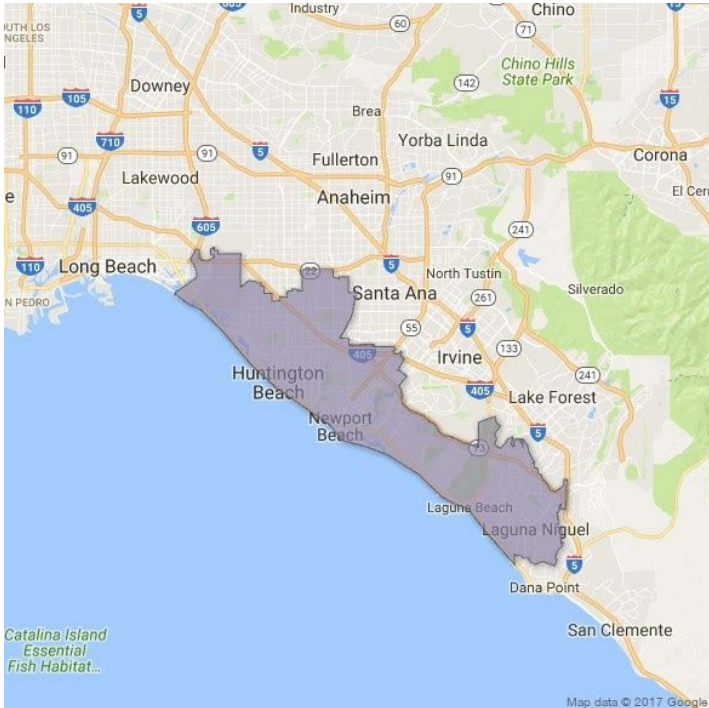 Industry
Chino
5
605
60
15
OUTH LOS
NGELES
71
Chino Hills
State Park
142
Downey
105
110
Brea
710
91
91
5
Yorba Linda
Fullerton
Corona
Lakewood
91
Anaheim
405
El Cerr
605
241
110
Long Beach
22
5
North Tustin
N PEDRO
Santa Ana
261
Silverado
55
5
133
405
Irvine
Huntington
Beach
405
241
Lake Forest
Newport
Beach
5
73
Laguna Beach
Laguna Niguel
5
Dana Point
San Clemente
Catalina Island
Essential
Fish Habitat...
Map data © 2017 Google